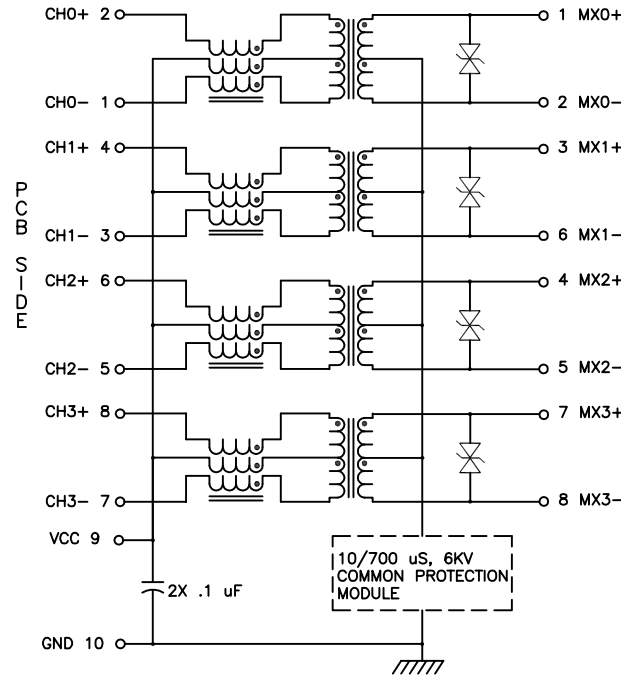 CH0+ 2
1 MX0+
CH0- 1
2 MX0-
CH1+ 4
3 MX1+
CH1- 3
6 MX1-
PCB SIDE
CH2+ 6
4 MX2+
CH2- 5
5 MX2-
CH3+ 8
7 MX3+
CH3- 7
8 MX3-
VCC 9
10/700 uS, 6KV
COMMON PROTECTION
MODULE
2X .1 uF
GND 10